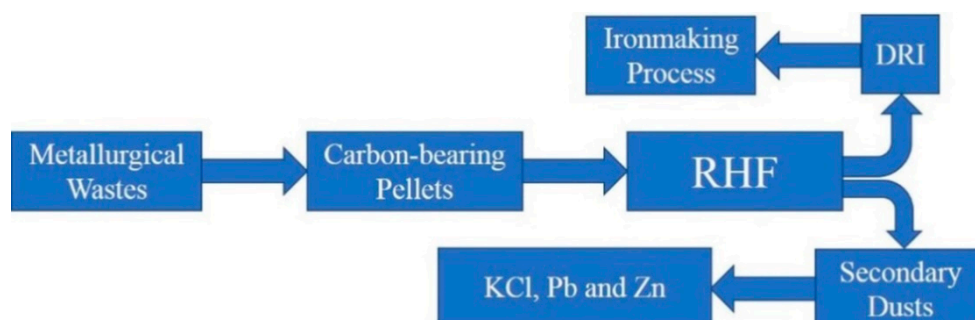 Ironmaking
Process
DRI
Metallurgical
Wastes
Carbon-bearing
Pellets
RHF
KCl, Pb and Zn
Secondary
Dusts